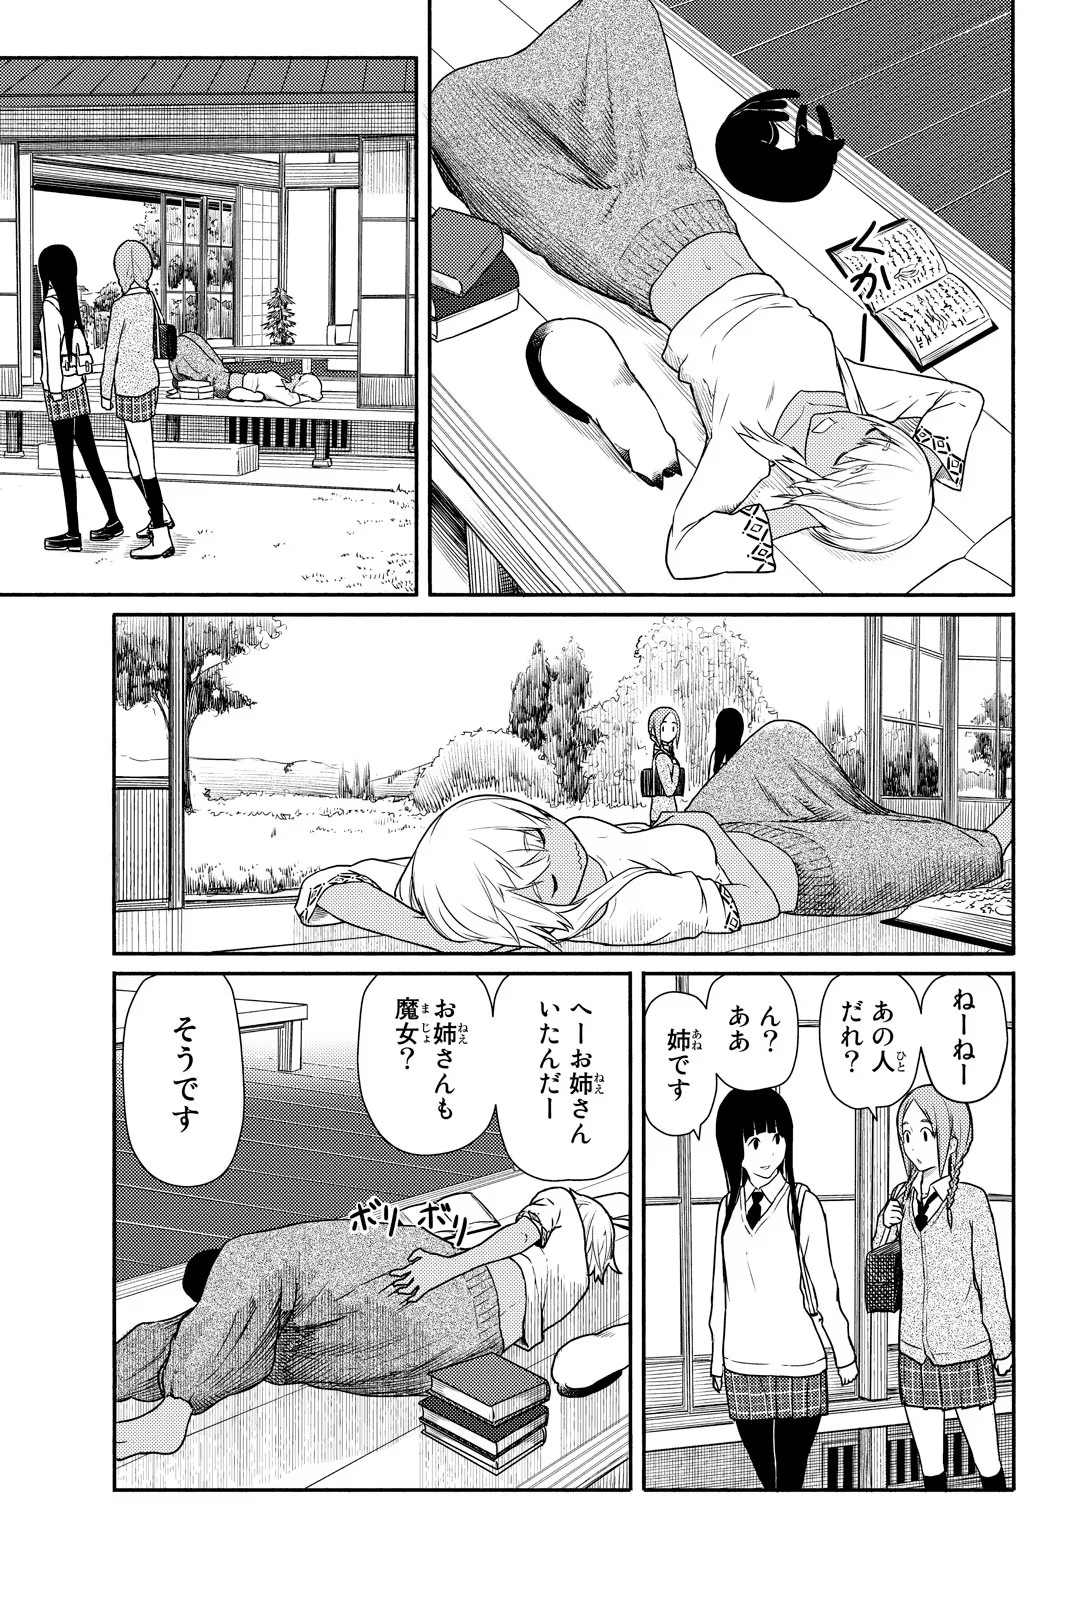 くかー
ねーねー
あの人
だれ?
ん?
ああ
姉です
へーお姉さん
いたんだー
お姉さんも
魔女?
そうです
ボリボリ